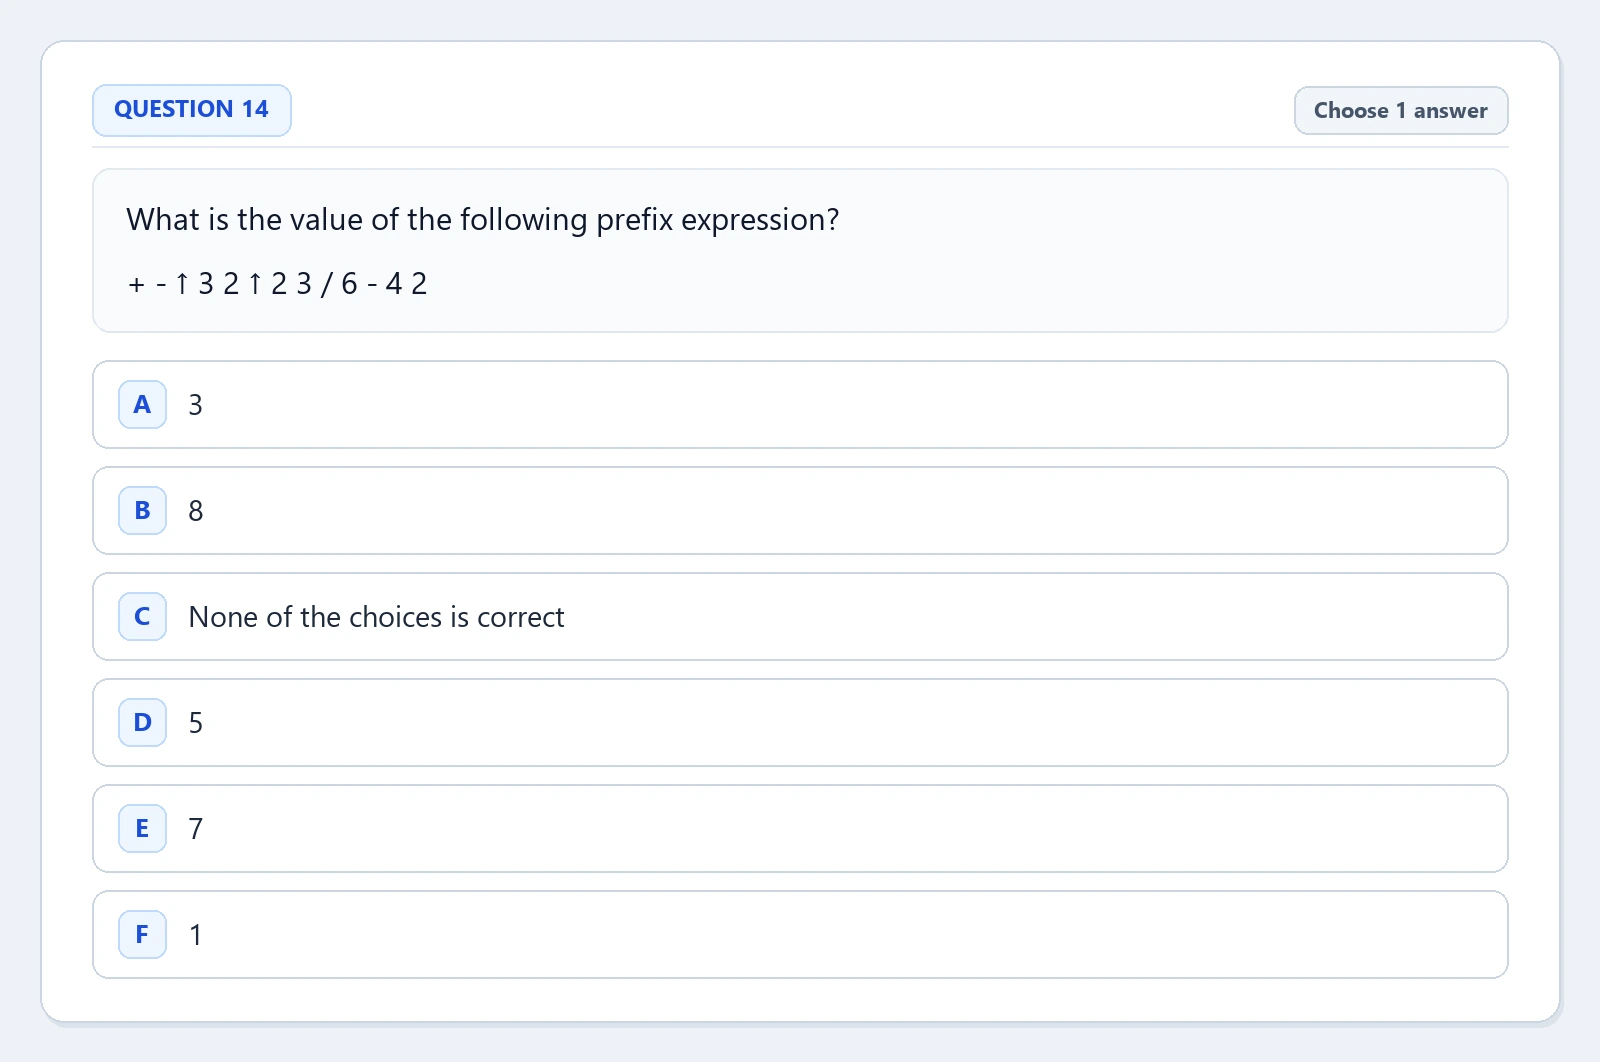 QUESTION 14
Choose 1 answer
What is the value of the following prefix expression?
+ - ↑ 3 2 ↑ 2 3 / 6 - 4 2
A 3
B 8
C None of the choices is correct
D 5
E 7
F 1